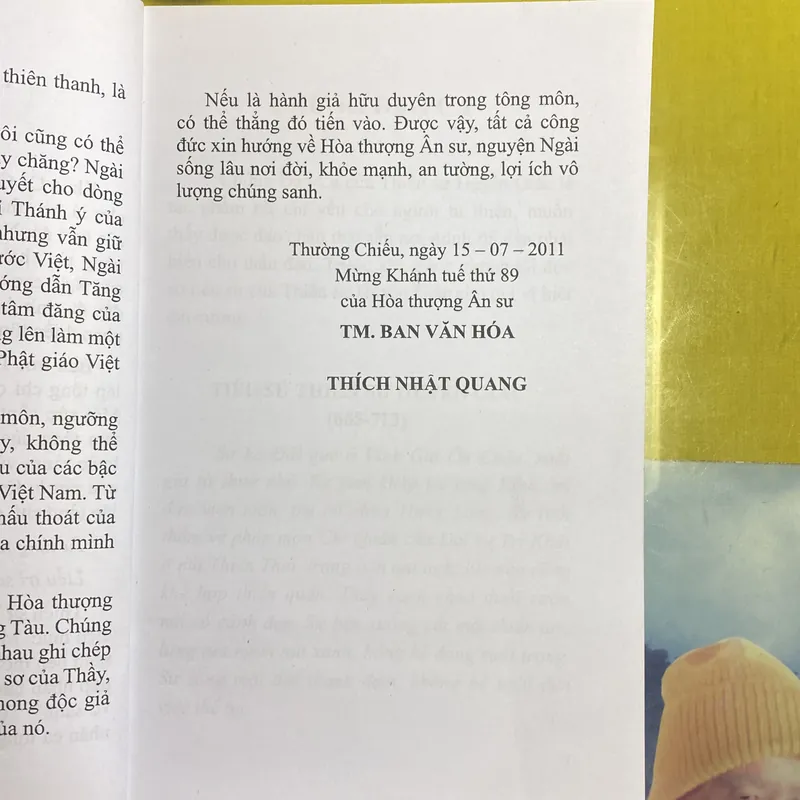 thiên thanh, là
ôi cũng có thể
y chăng? Ngài
uyết cho dòng
Thánh ý của
nhưng vẫn giữ
ước Việt, Ngài
ớng dẫn Tăng
tâm đăng của
g lên làm một
Phật giáo Việt
môn, ngưỡng
y, không thể
u của các bậc
Việt Nam. Từ
hấu thoát của
a chính mình
Hòa thượng
g Tàu. Chúng
hau ghi chép
sơ của Thầy,
nong độc giả
ủa nó.
Nếu là hành giả hữu duyên trong tông môn,
có thể thẳng đó tiến vào. Được vậy, tất cả công
đức xin hướng về Hòa thượng Ân sư, nguyện Ngài
sống lâu nơi đời, khỏe mạnh, an tường, lợi ích vô
lượng chúng sanh.
Thường Chiếu, ngày 15 – 07 – 2011
Mừng Khánh tuế thứ 89
của Hòa thượng Ân sư
TM. BAN VĂN HÓA
THÍCH NHẬT QUANG